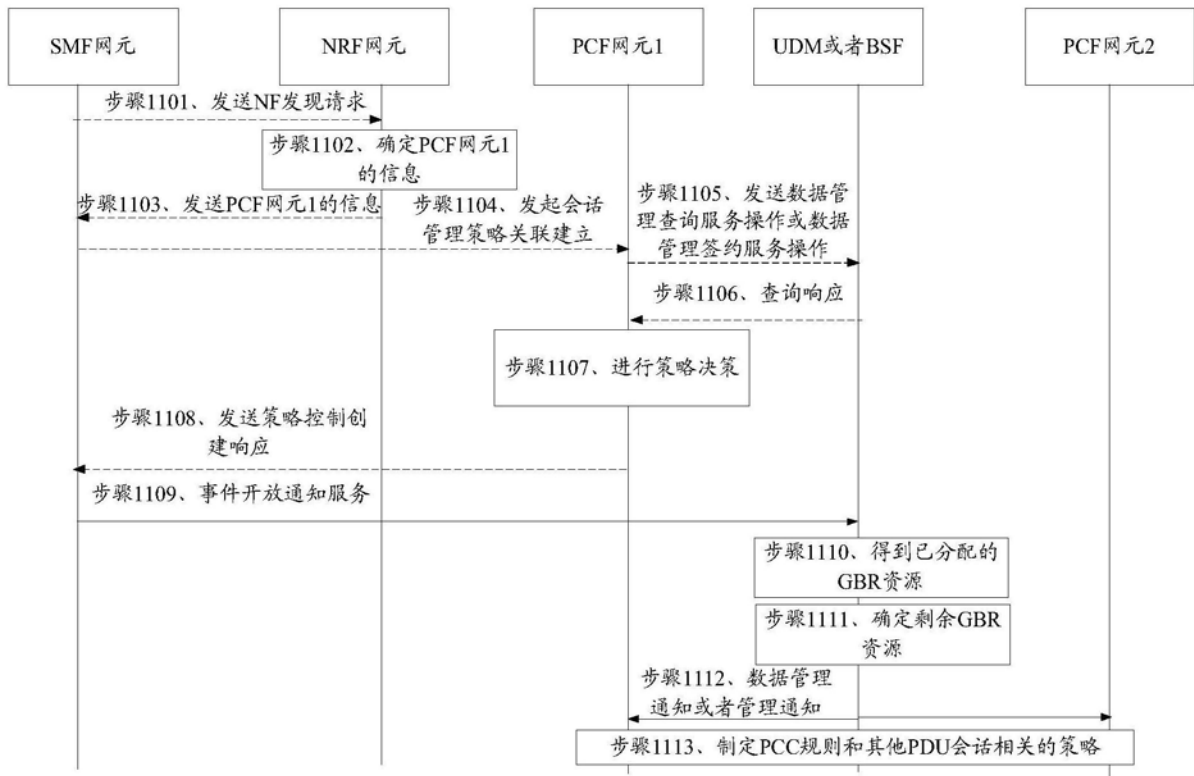 SMF网元
NRF网元
PCF网元1
UDM或者BSF
PCF网元2
步骤1101、发送NF发现请求
步骤1102、确定PCF网元1
的信息
步骤1103、发送PCF网元1的信息
步骤1104、发起会话
管理策略关联建立
步骤1105、发送数据管
理查询服务操作或数据
管理签约服务操作
步骤1106、查询响应
步骤1107、进行策略决策
步骤1108、发送策略控制创
建响应
步骤1109、事件开放通知服务
步骤1110、得到已分配的
GBR资源
步骤1111、确定剩余GBR
资源
步骤1112、数据管理
通知或者管理通知
步骤1113、制定PCC规则和其他PDU会话相关的策略